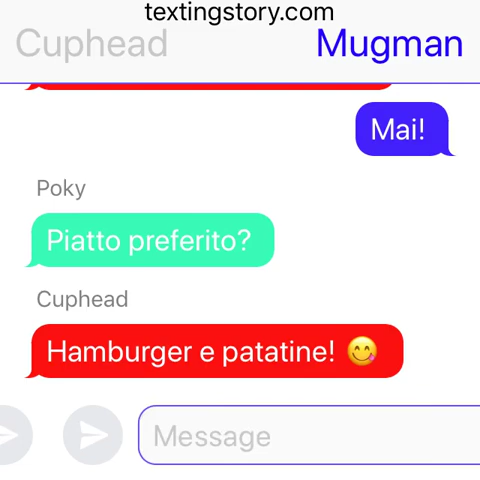 textingstory.com
Cuphead Mugman
Mai!
Poky
Piatto preferito?
Cuphead
Hamburger e patatine! 😋
Message